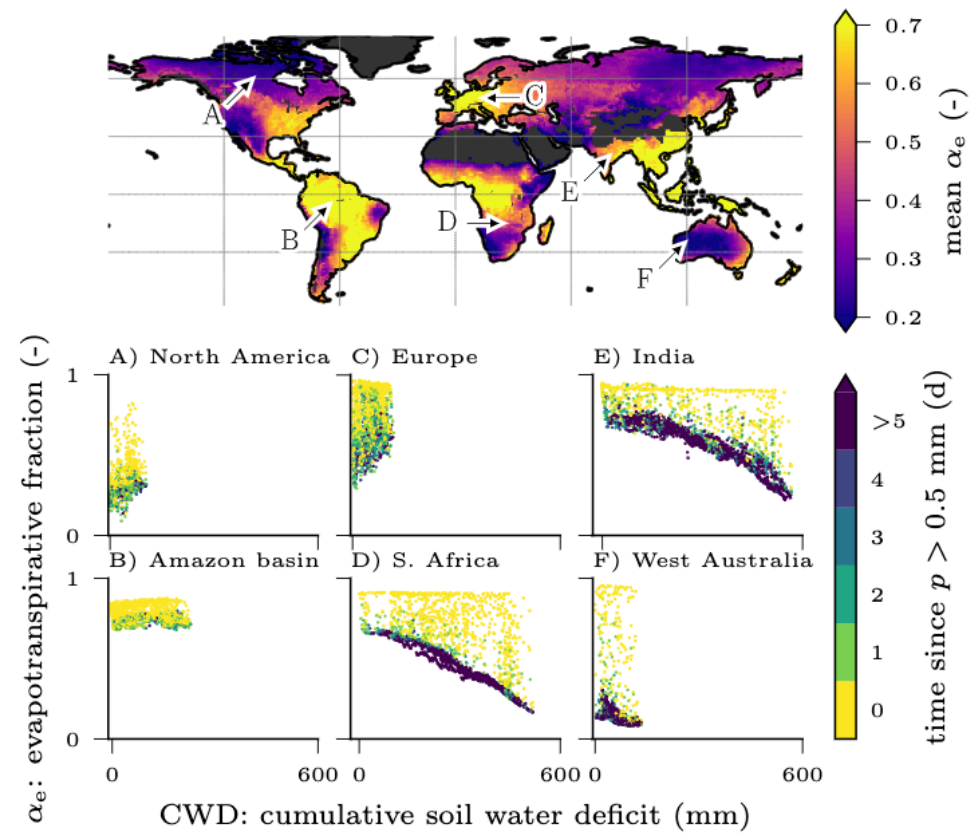 0.7
0.6
0.5
0.4
0.3
0.2
mean αe (-)
A
B
C
D
E
F
αe: evapotranspirative fraction (-)
A) North America
C) Europe
E) India
1
0
B) Amazon basin
D) S. Africa
F) West Australia
1
0
0 600 0 600 0 600
CWD: cumulative soil water deficit (mm)
>5
4
3
2
1
0
time since p > 0.5 mm (d)